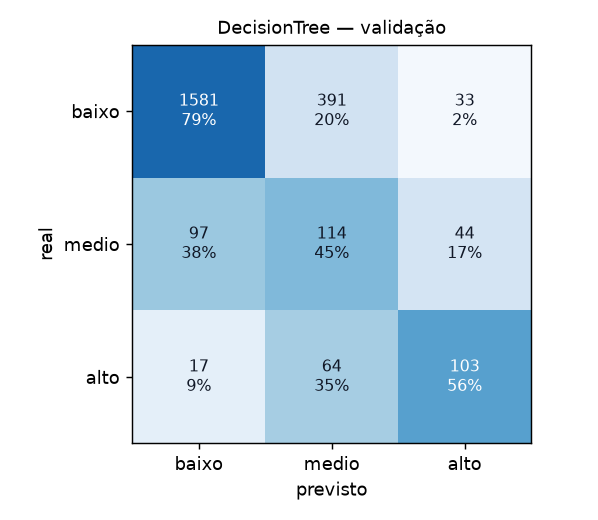 DecisionTree — validação
real
baixo
1581
391
33
79%
20%
2%
medio
97
114
44
38%
45%
17%
alto
17
64
103
9%
35%
56%
baixo medio alto
previsto